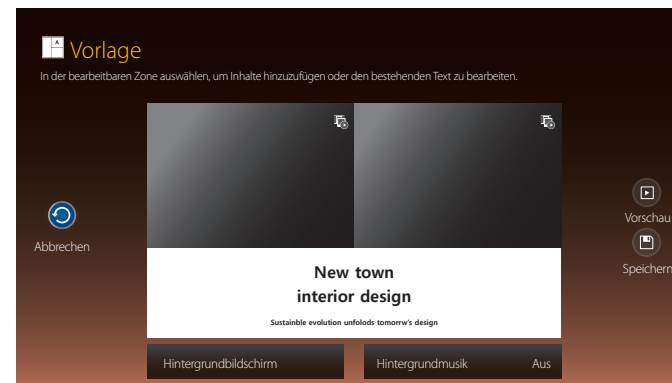 A
Vorlage
In der bearbeitbaren Zone auswählen, um Inhalte hinzuzufügen oder den bestehenden Text zu bearbeiten.
Abbrechen
New town
interior design
Sustainble evolution unfolods tomorrw's design
Vorschau
Speichern
Hintergrundbildschirm
Hintergrundmusik Aus